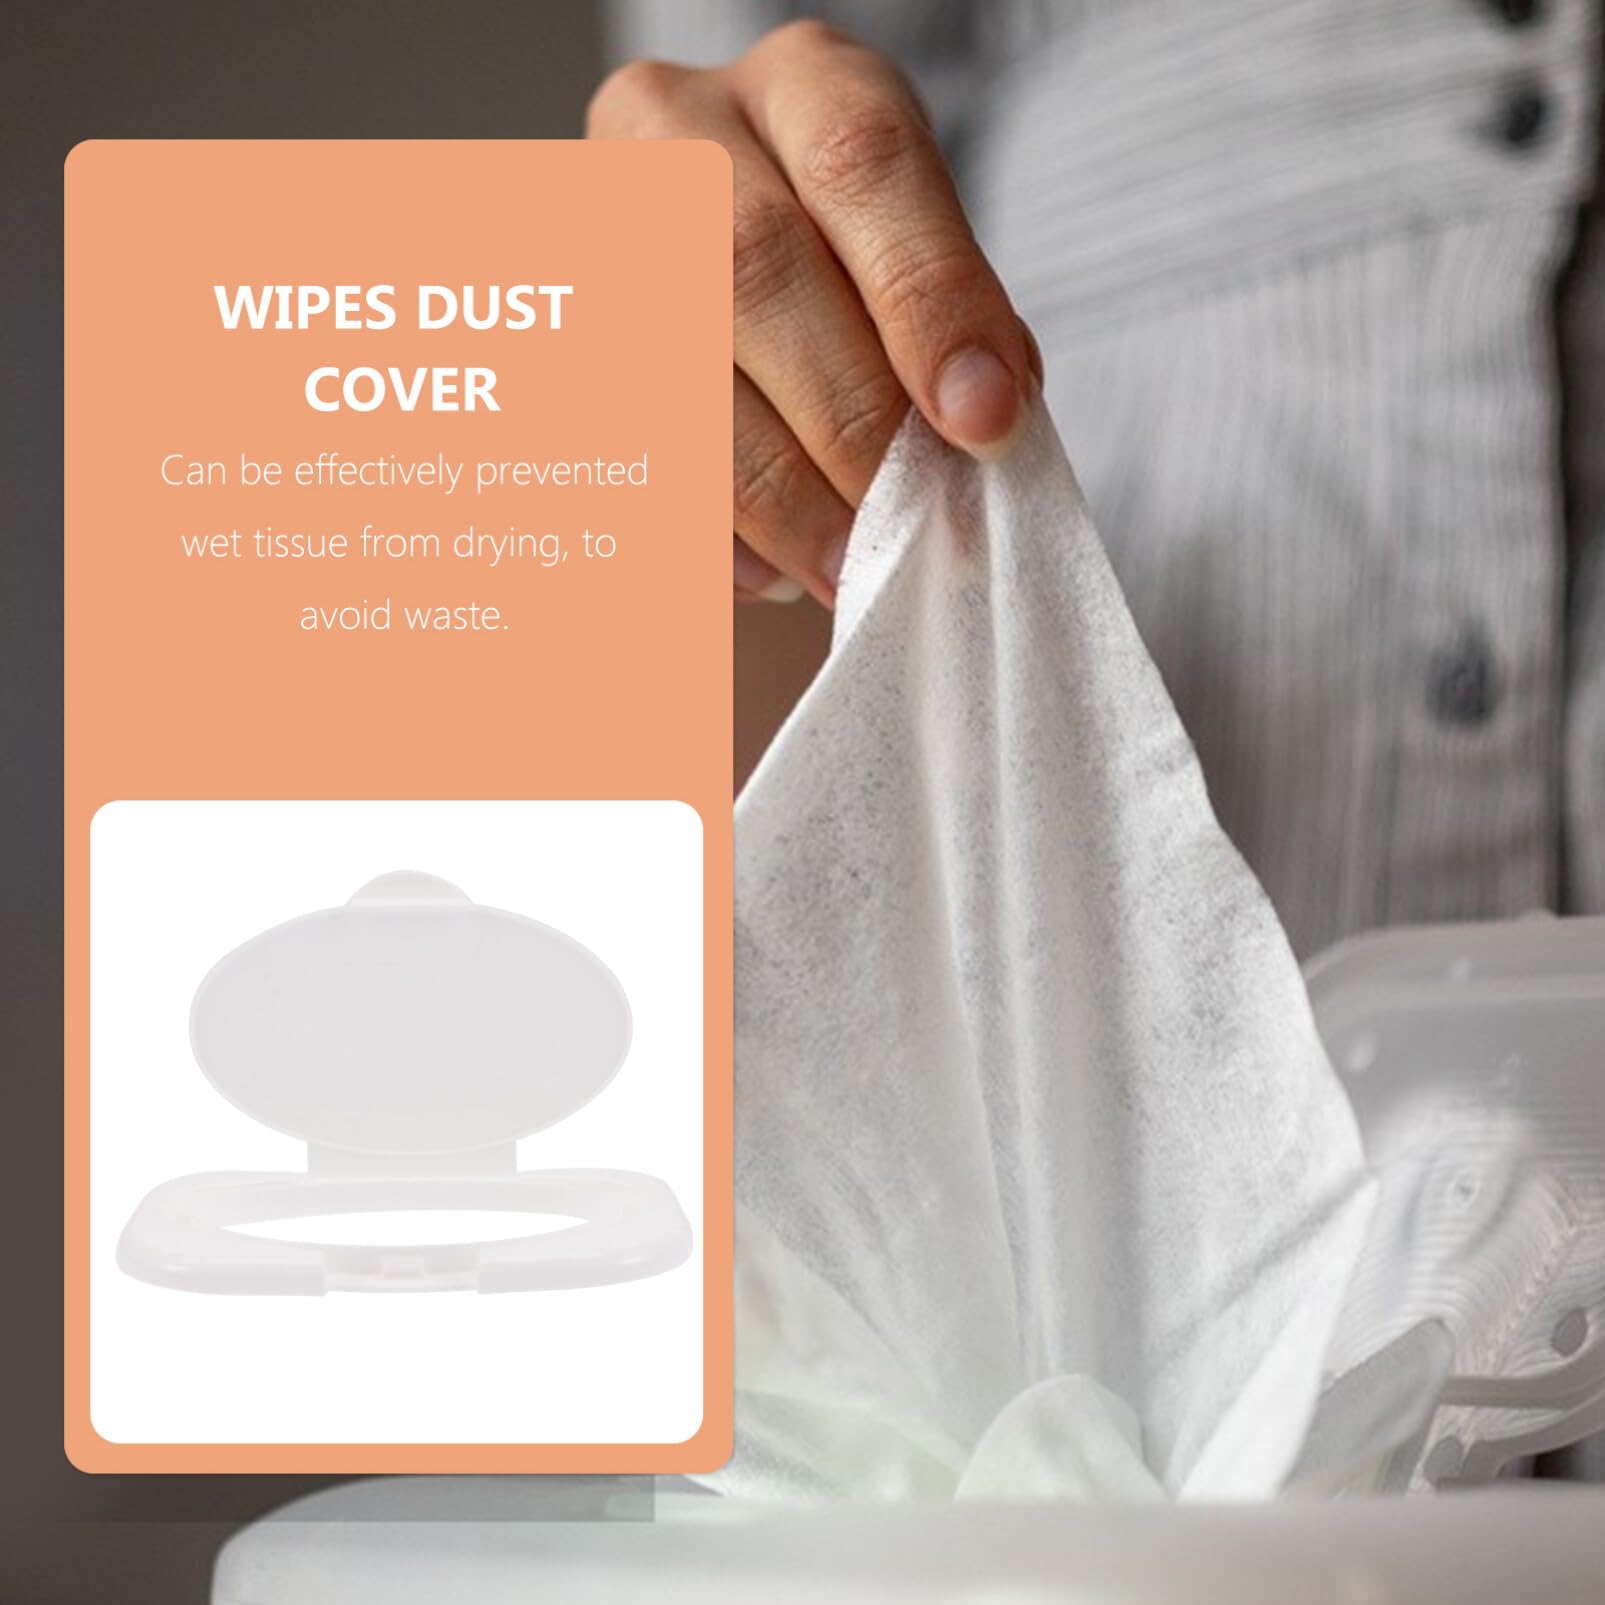 WIPES DUST
COVER
Can be effectively prevented
wet tissue from drying, to
avoid waste.